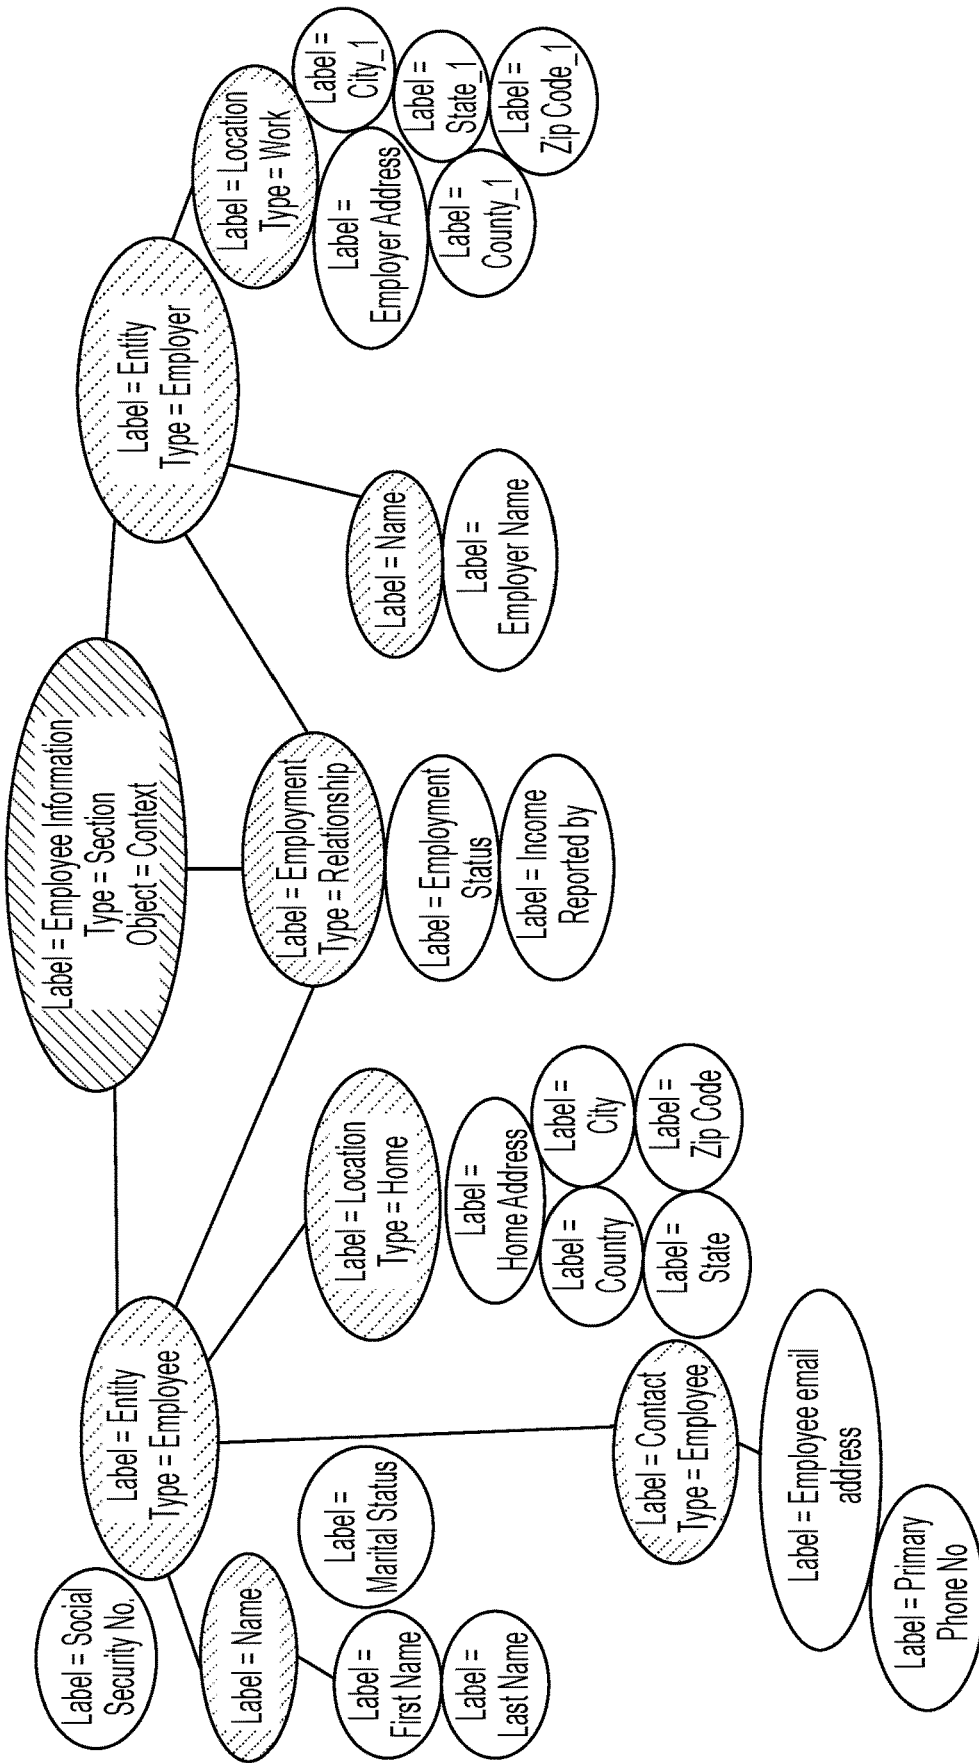 Label = Employee Information
Type = Section
Object = Context
Label = Entity
Type = Employee
Label = Social
Security No.
Label = Name
Label =
First Name
Label =
Last Name
Label =
Marital Status
Label = Contact
Type = Employee
Label = Employee email
address
Label = Primary
Phone No
Label = Location
Type = Home
Label =
Home Address
Label =
Country
Label =
City
Label =
State
Label =
Zip Code
Label = Employment
Type = Relationship
Label = Employment
Status
Label = Income
Reported by
Label = Entity
Type = Employer
Label = Name
Label =
Employer Name
Label = Location
Type = Work
Label =
Employer Address
Label =
City_1
Label =
County_1
Label =
State_1
Label =
Zip Code_1